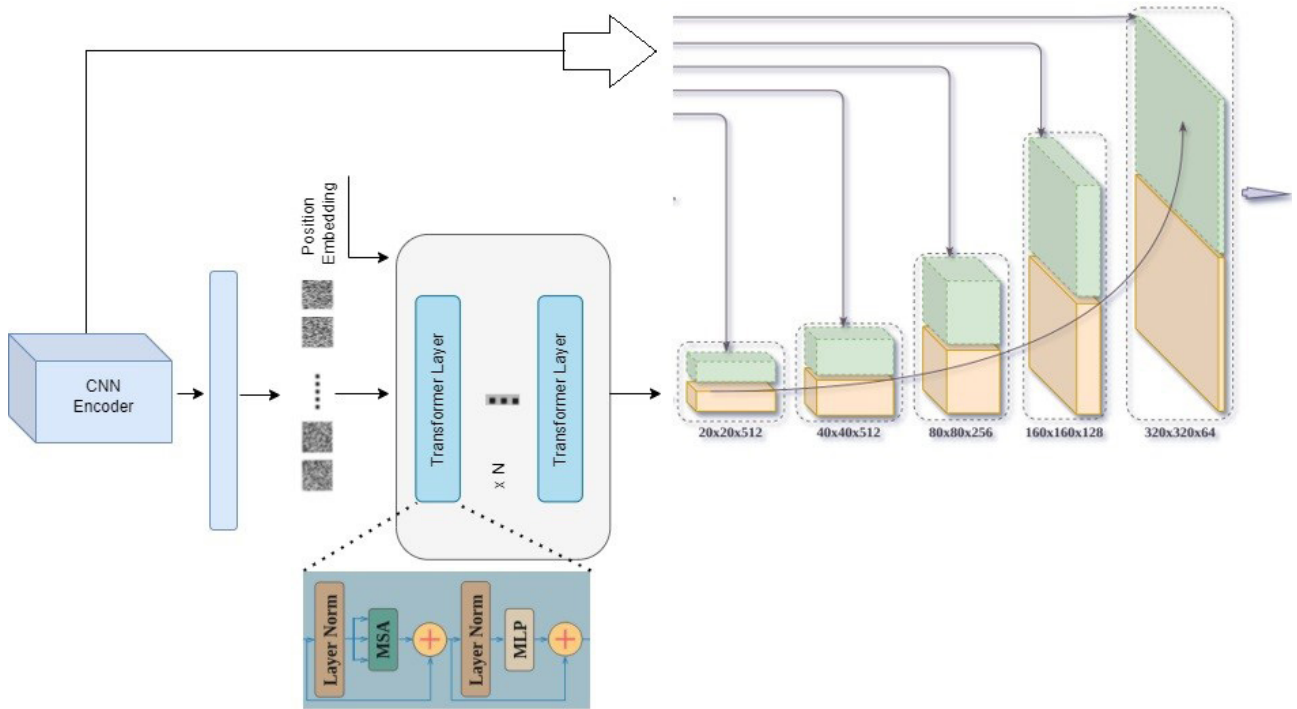 CNN
Encoder
Position
Embedding
Transformer Layer
x N
Transformer Layer
Layer Norm
MSA
+
Layer Norm
MLP
+
20x20x512
40x40x512
80x80x256
160x160x128
320x320x64